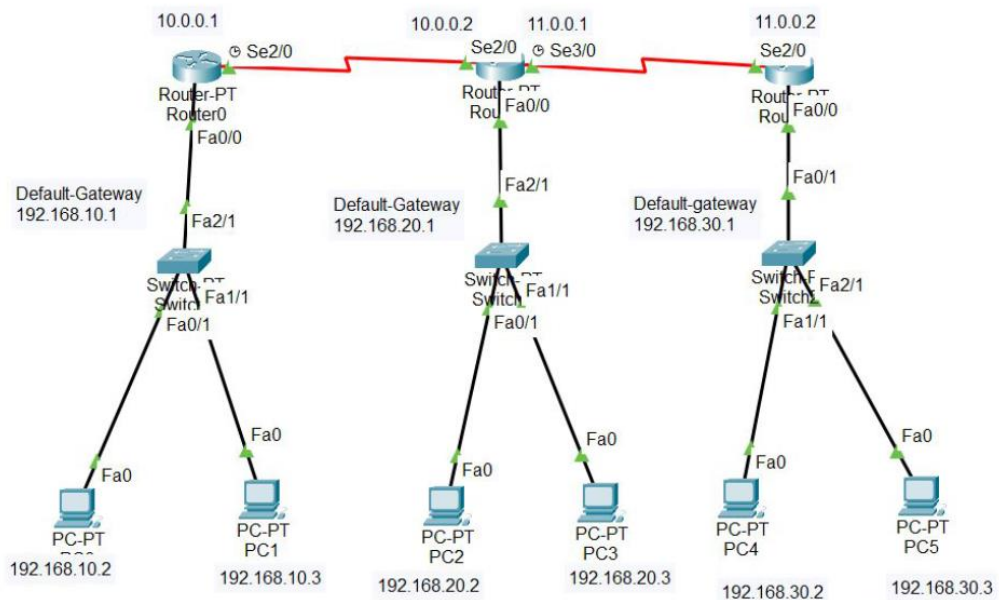 10.0.0.1
10.0.0.2
11.0.0.1
11.0.0.2
Se2/0
Se2/0
Se3/0
Se2/0
Router-PT
Router0
Fa0/0
Fa0/0
Fa0/0
Default-Gateway
192.168.10.1
Fa2/1
Default-Gateway
192.168.20.1
Fa2/1
Default-gateway
192.168.30.1
Fa0/1
Fa1/1
Fa0/1
Fa1/1
Fa0/1
Fa2/1
Fa1/1
Fa0
Fa0
Fa0
Fa0
Fa0
Fa0
PC-PT
192.168.10.2
PC-PT
PC1
192.168.10.3
PC-PT
PC2
192.168.20.2
PC-PT
PC3
192.168.20.3
PC-PT
PC4
192.168.30.2
PC-PT
PC5
192.168.30.3